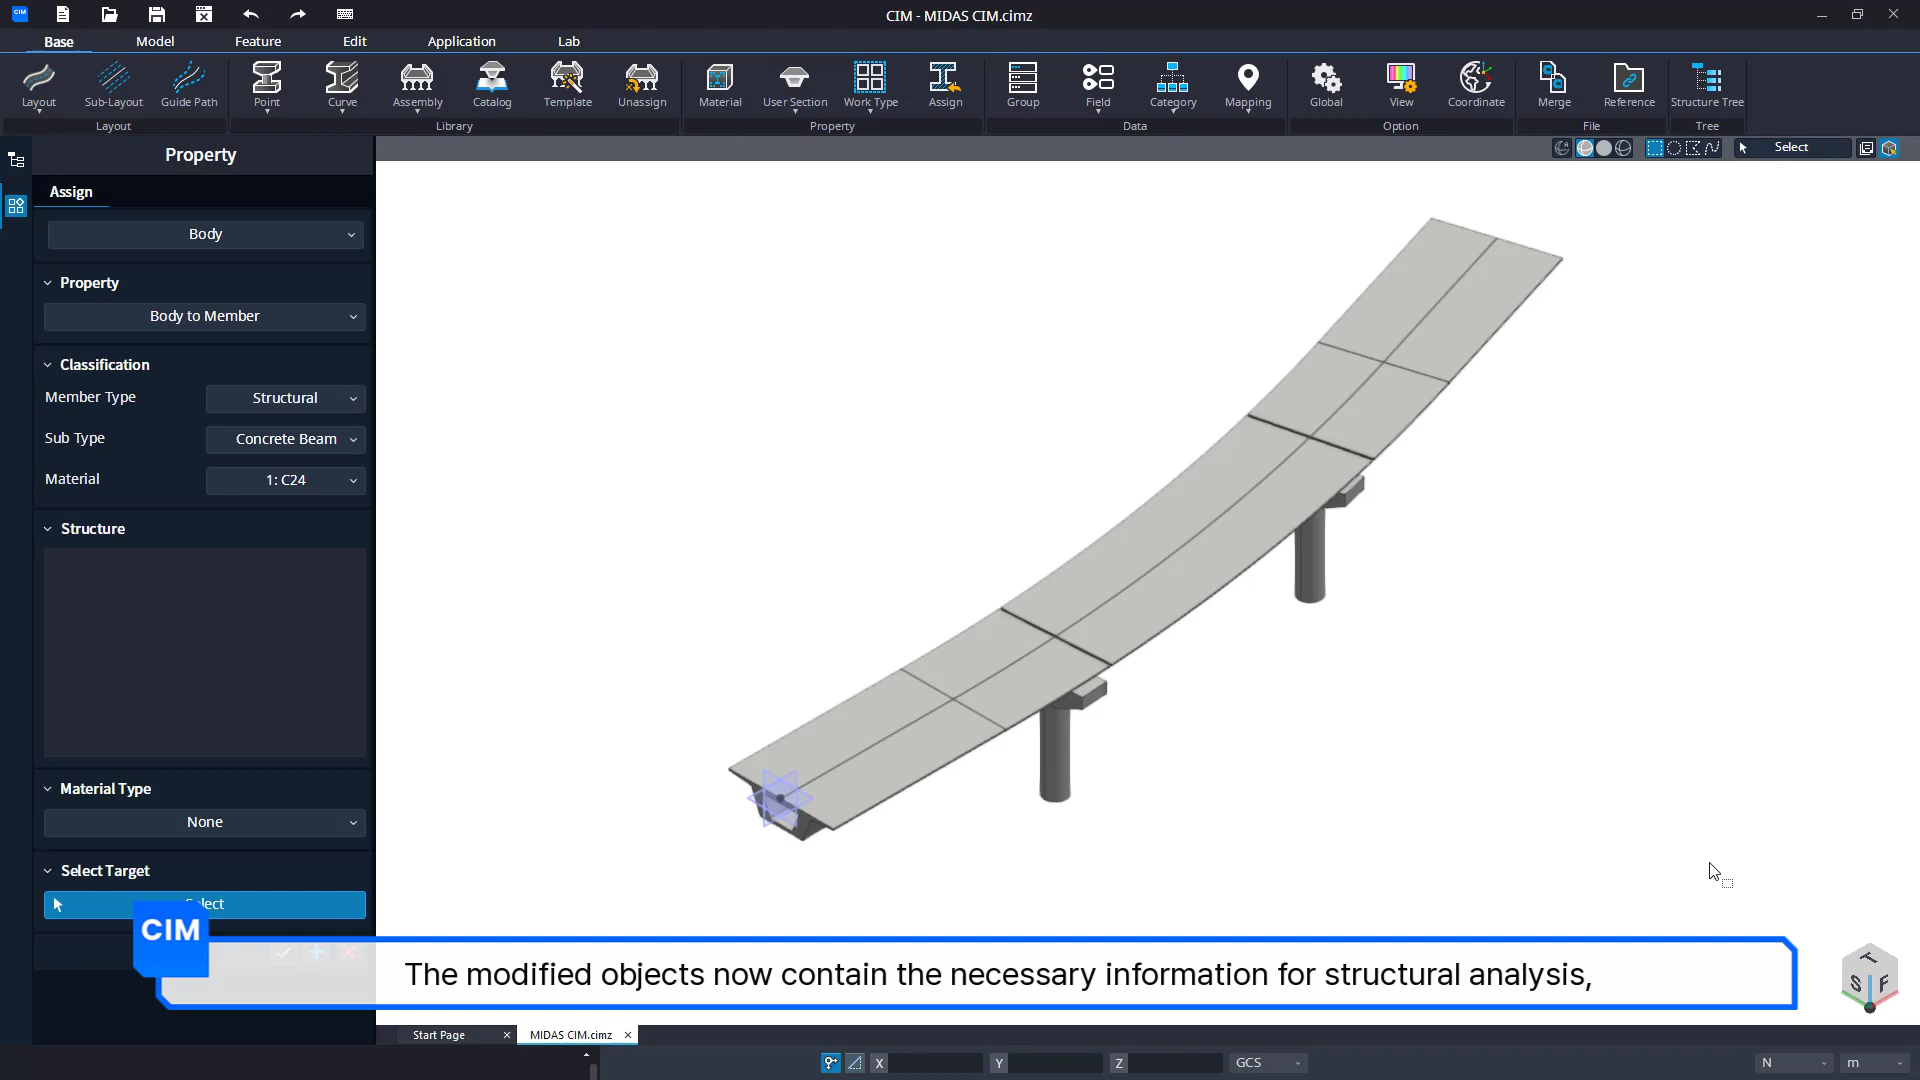 CIM
CIM - MIDAS CIM.cimz
Base Model Feature Edit Application Lab
Layout Sub-Layout Guide Path Point Curve Assembly Catalog Template Unassign Material User Section Work Type Assign Group Field Category Mapping Global View Coordinate Merge Reference Structure Tree
Layout Library Property Data Option File Tree
Property
Select
Assign
Body
Property
Body to Member
Classification
Member Type Structural
Sub Type Concrete Beam
Material 1: C24
Structure
Material Type
None
Select Target
Select
CIM
The modified objects now contain the necessary information for structural analysis,
T
S F
Start Page MIDAS CIM.cimz
X Y Z GCS N m